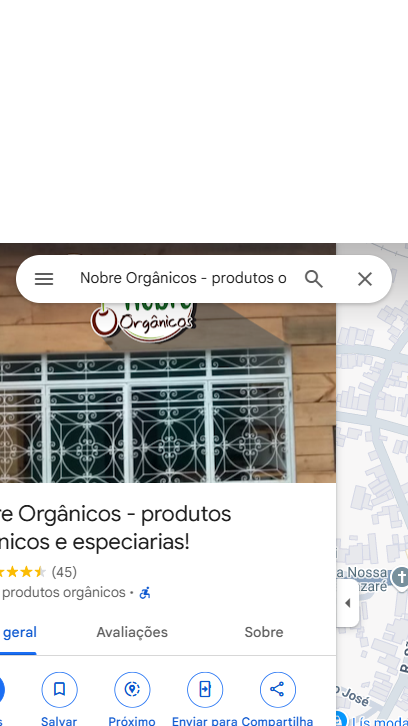 Nobre Orgânicos - produtos o
Orgânicos
re Orgânicos - produtos
nicos e especiarias!
(45)
produtos orgânicos
geral
Avaliações
Sobre
Salvar
Próximo
Enviar para
Compartilha
a Nossa
zaré
José
Lís moda